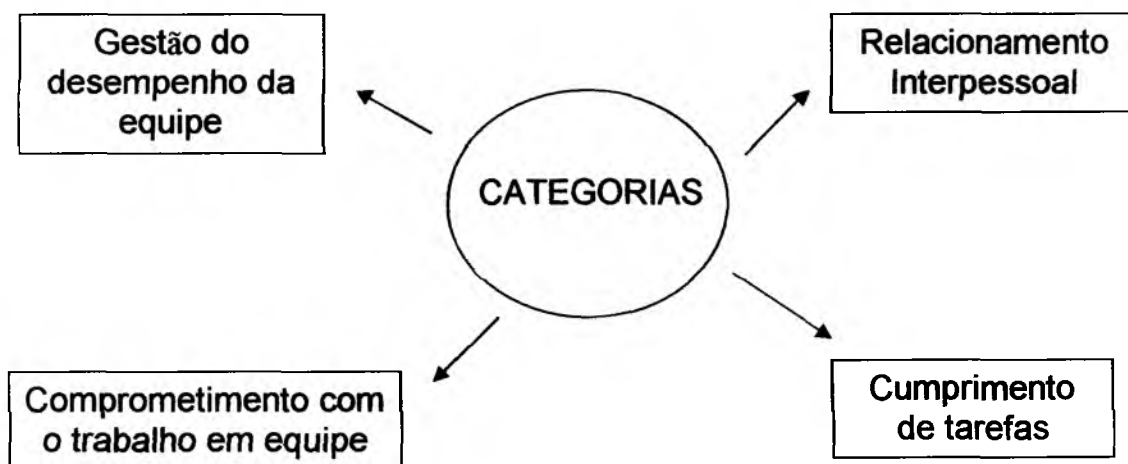 Gestão do
desempenho da
equipe
Relacionamento
Interpessoal
CATEGORIAS
Comprometimento com
o trabalho em equipe
Cumprimento
de tarefas